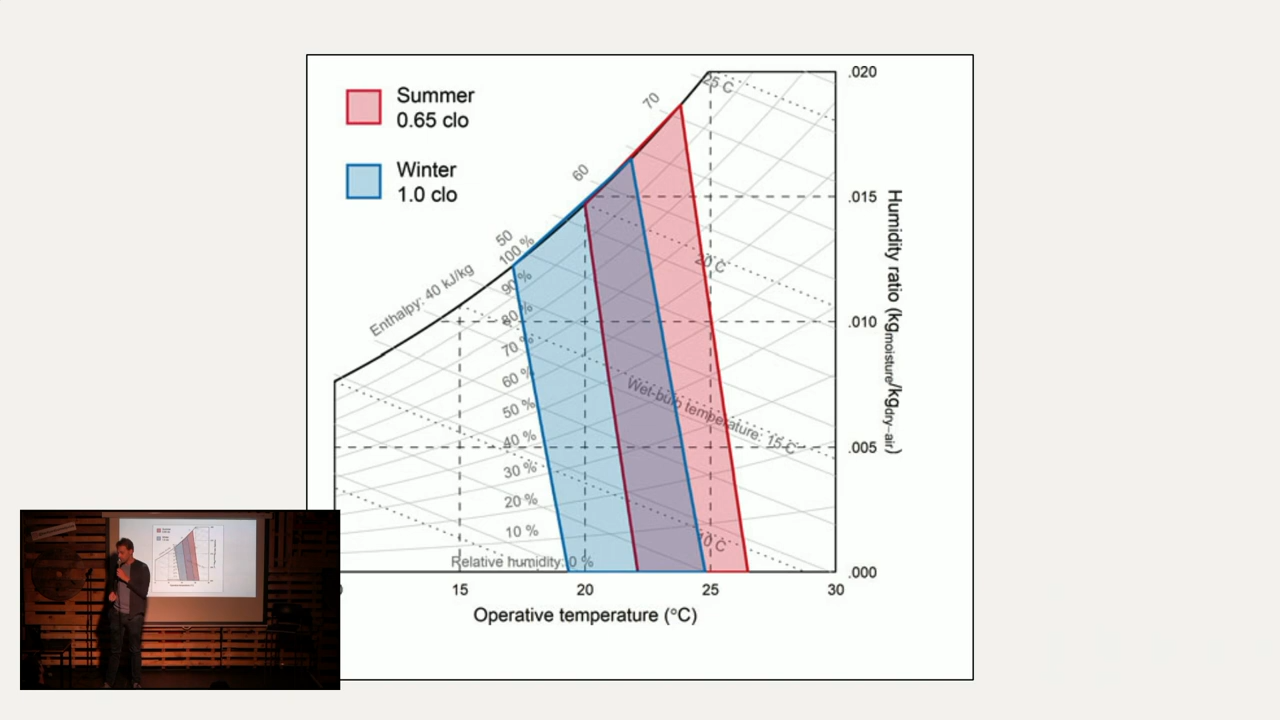 Summer
0.65 clo
Winter
1.0 clo
Enthalpy: 40 kJ/kg
50
60
70
100 %
90 %
80 %
70 %
60 %
50 %
40 %
30 %
20 %
10 %
Relative humidity: 0 %
25 C
20 C
Wet-bulb temperature: 15 C
10 C
.020
.015
.010
.005
.000
Humidity ratio (kgmoisture/kgdry-air)
15
20
25
30
Operative temperature (°C)